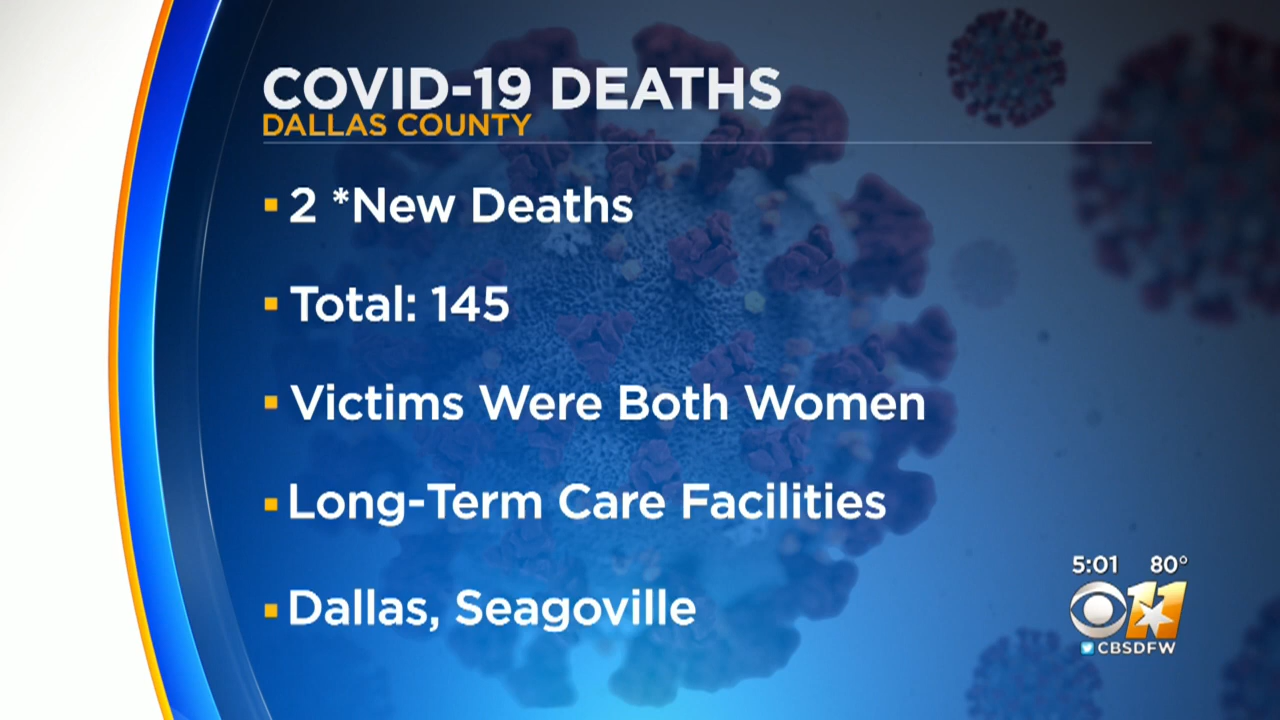 COVID-19 DEATHS
DALLAS COUNTY
2 *New Deaths
Total: 145
Victims Were Both Women
Long-Term Care Facilities
Dallas, Seagoville
5:01 80°
11
CBSDFW